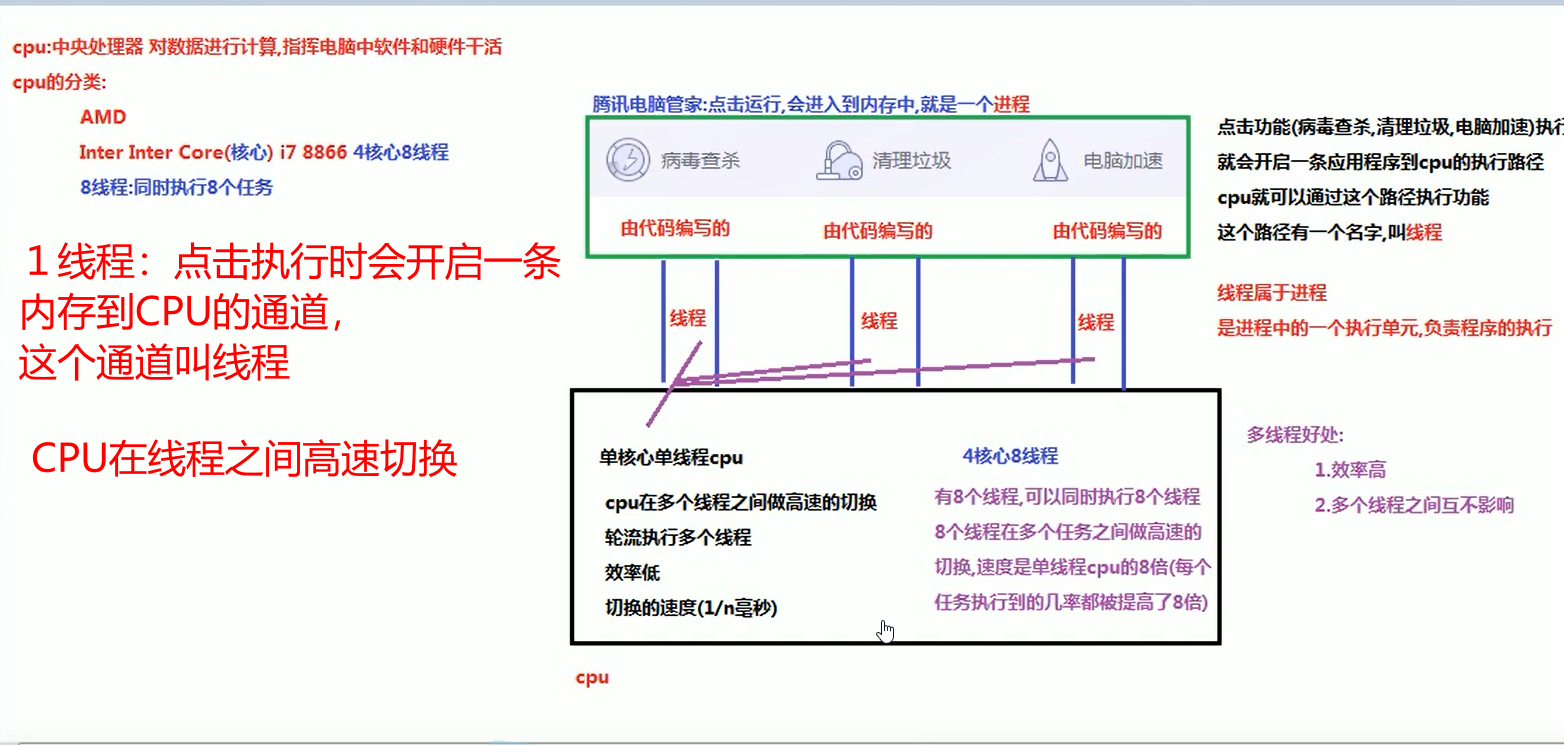 cpu:中央处理器 对数据进行计算,指挥电脑中软件和硬件干活
cpu的分类:
AMD
Inter Inter Core(核心) i7 8866 4核心8线程
8线程:同时执行8个任务
1线程：点击执行时会开启一条
内存到CPU的通道，
这个通道叫线程
CPU在线程之间高速切换
腾讯电脑管家:点击运行,会进入到内存中,就是一个进程
病毒查杀
清理垃圾
电脑加速
由代码编写的
由代码编写的
由代码编写的
线程
线程
线程
单核心单线程cpu
cpu在多个线程之间做高速的切换
轮流执行多个线程
效率低
切换的速度(1/n毫秒)
4核心8线程
有8个线程,可以同时执行8个线程
8个线程在多个任务之间做高速的
切换,速度是单线程cpu的8倍(每个
任务执行到的几率都被提高了8倍)
cpu
点击功能(病毒查杀,清理垃圾,电脑加速)执行
就会开启一条应用程序到cpu的执行路径
cpu就可以通过这个路径执行功能
这个路径有一个名字,叫线程
线程属于进程
是进程中的一个执行单元,负责程序的执行
多线程好处:
1.效率高
2.多个线程之间互不影响